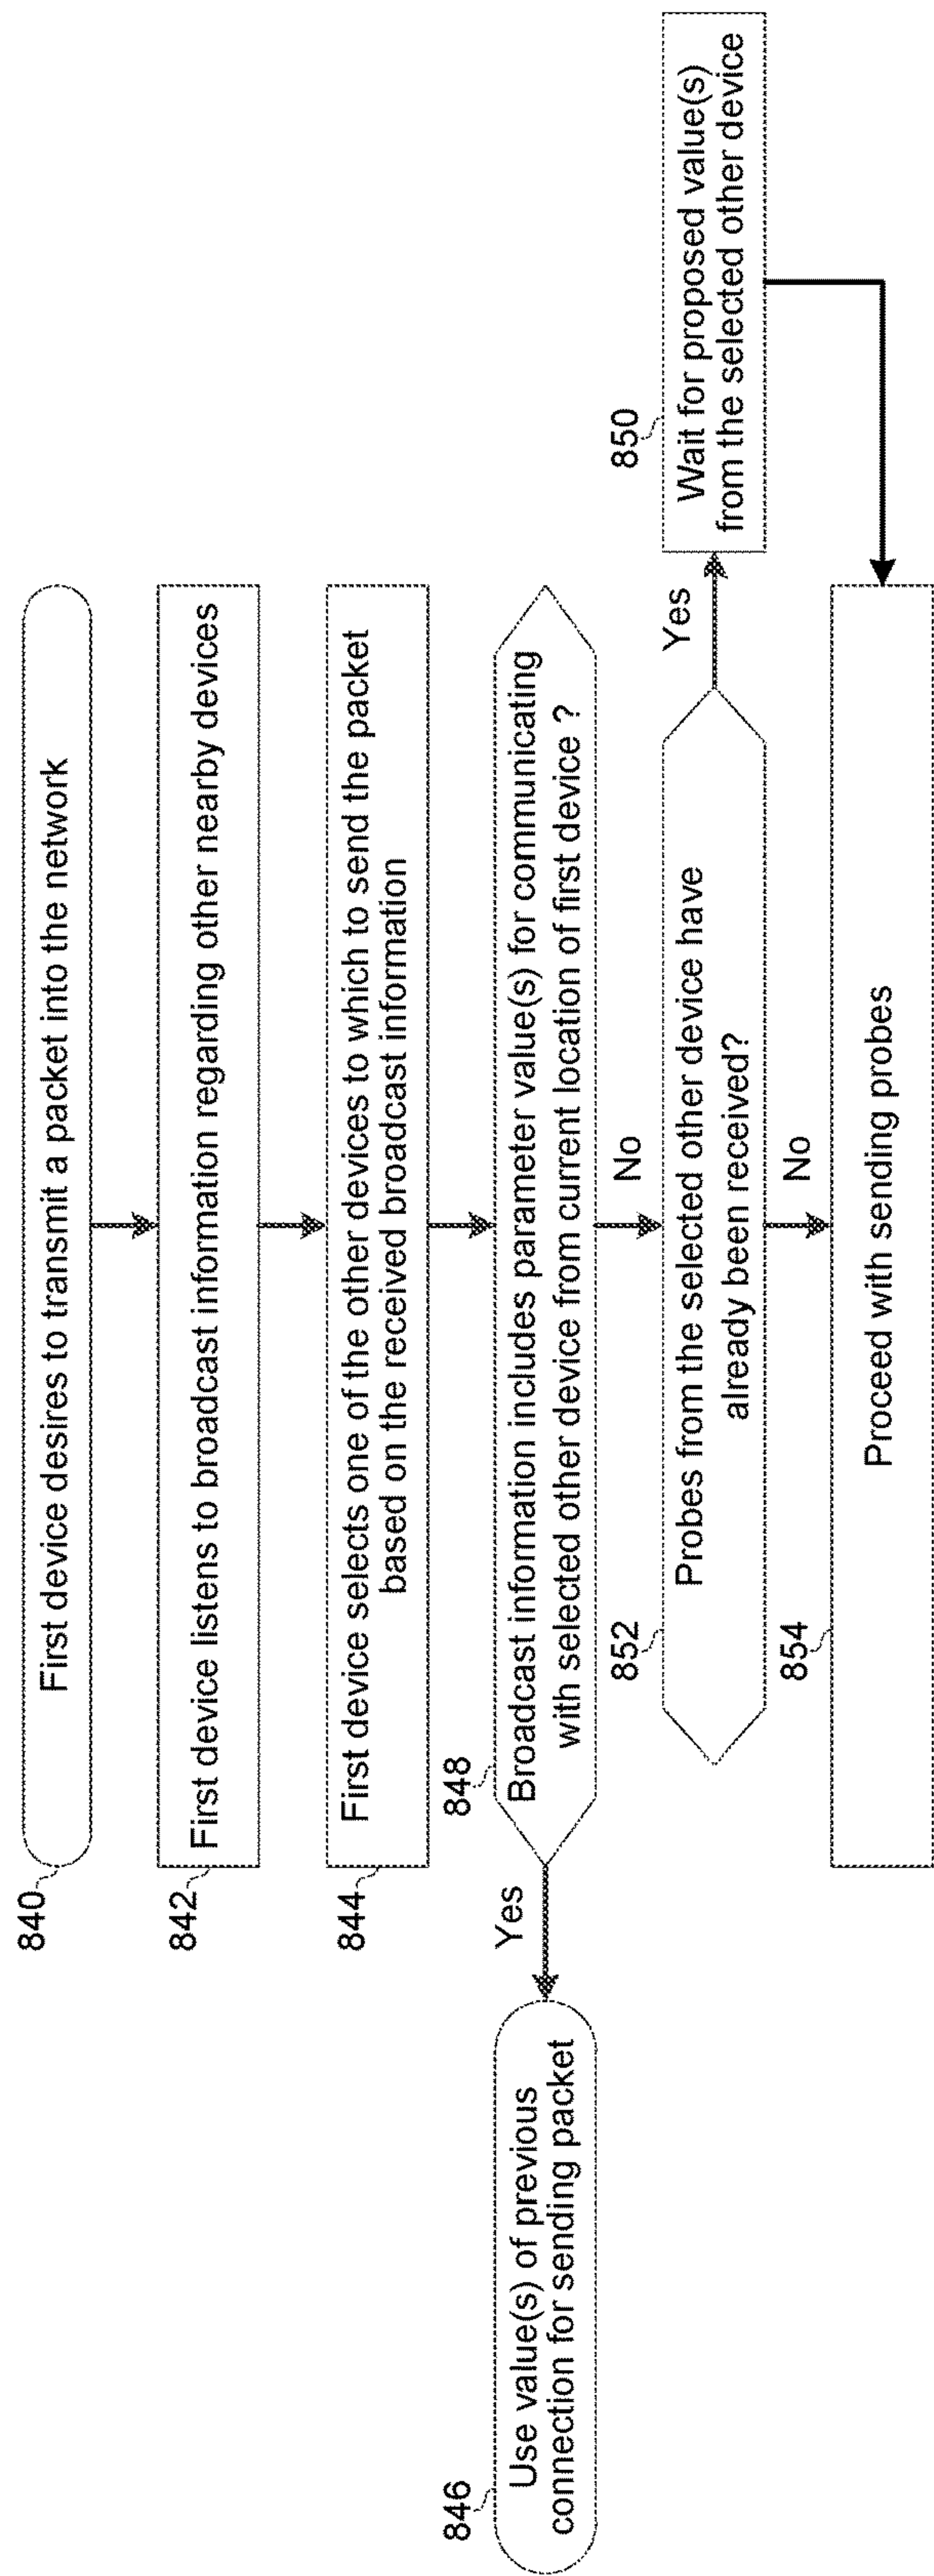 840
First device desires to transmit a packet into the network
842
First device listens to broadcast information regarding other nearby devices
844
First device selects one of the other devices to which to send the packet
based on the received broadcast information
846
Use value(s) of previous
connection for sending packet
Yes
848
Broadcast information includes parameter value(s) for communicating
with selected other device from current location of first device ?
No
852
Probes from the selected other device have
already been received?
Yes
850
Wait for proposed value(s)
from the selected other device
No
854
Proceed with sending probes